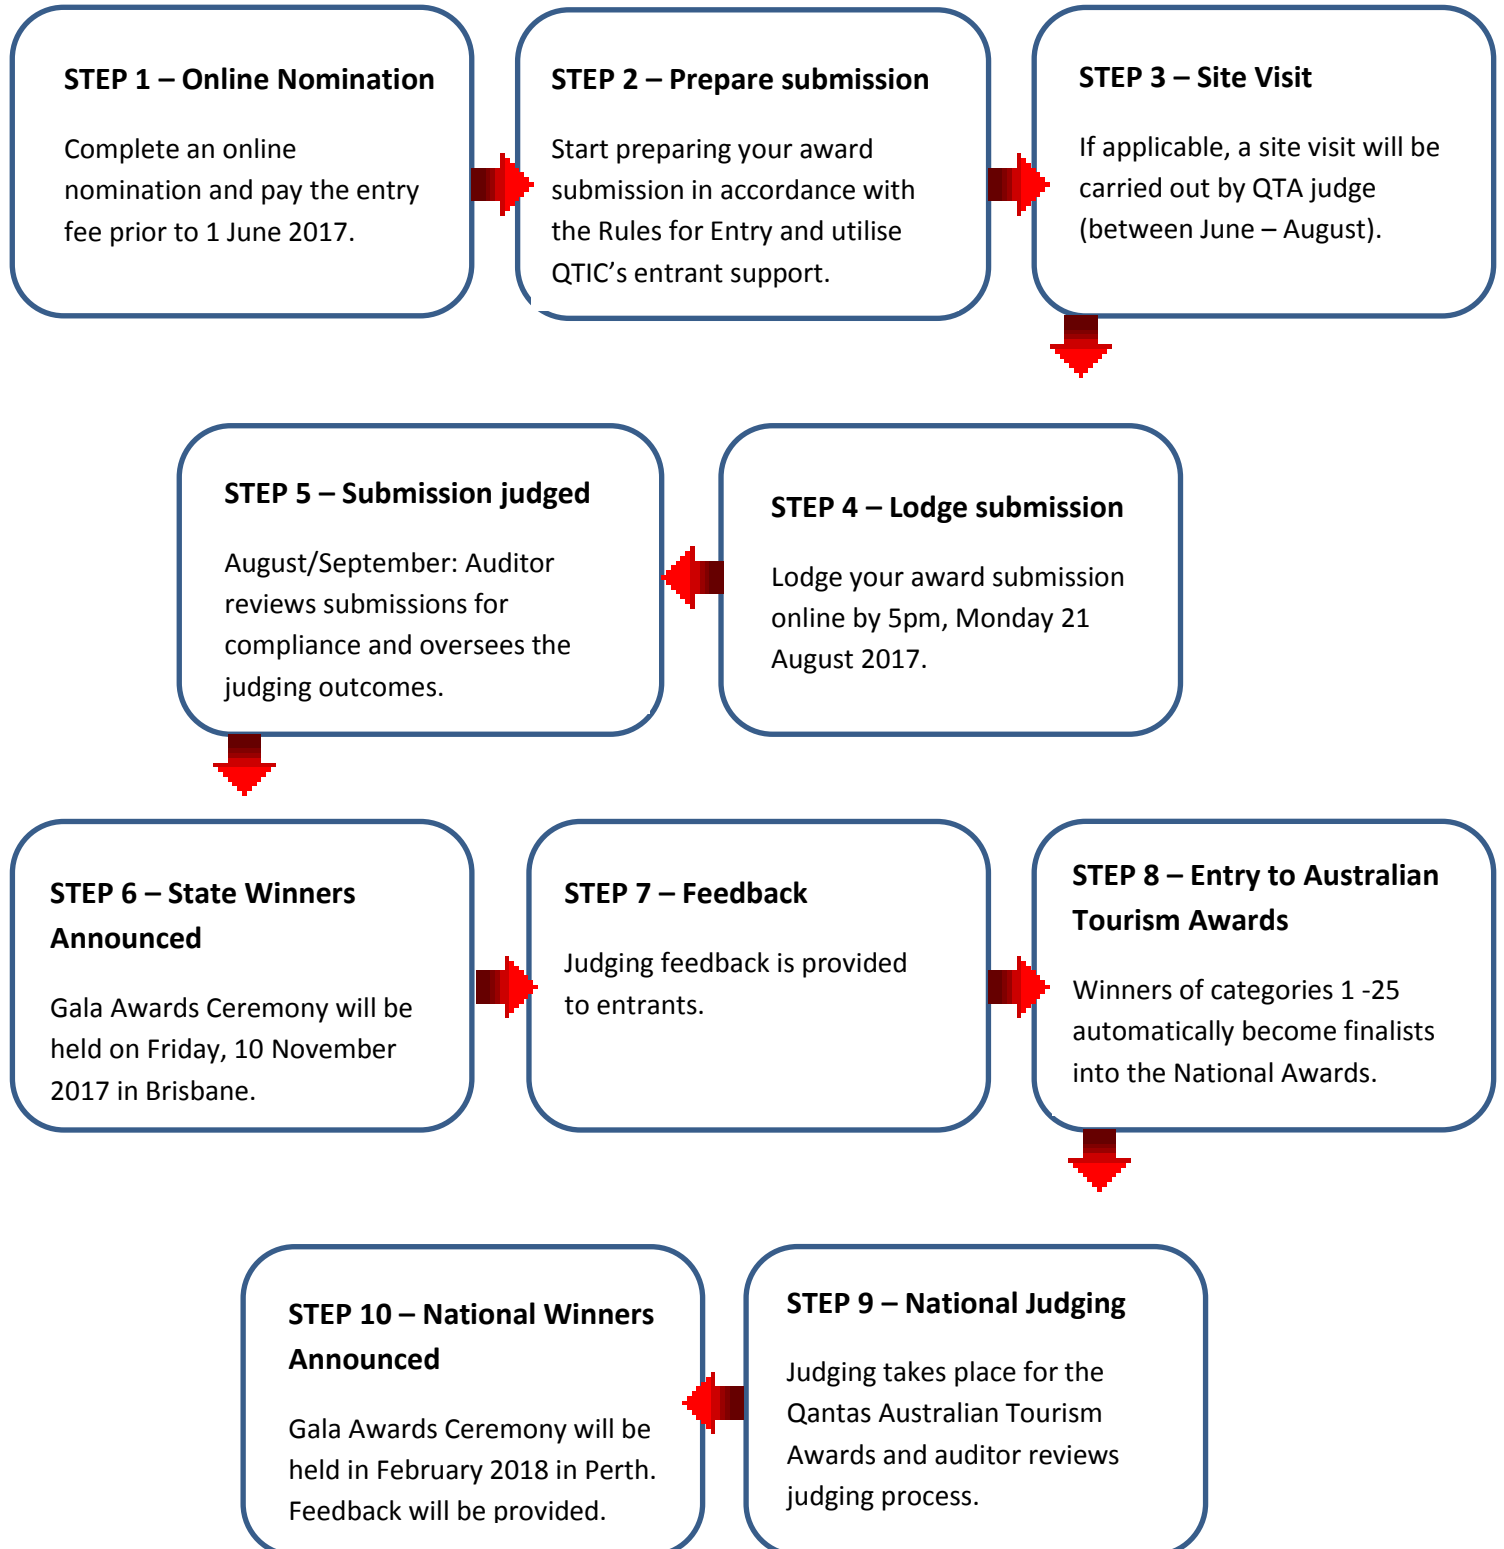 STEP 1 – Online Nomination
Complete an online
nomination and pay the entry
fee prior to 1 June 2017.
STEP 2 – Prepare submission
Start preparing your award
submission in accordance with
the Rules for Entry and utilise
QTIC’s entrant support.
STEP 3 – Site Visit
If applicable, a site visit will be
carried out by QTA judge
(between June – August).
STEP 4 – Lodge submission
Lodge your award submission
online by 5pm, Monday 21
August 2017.
STEP 5 – Submission judged
August/September: Auditor
reviews submissions for
compliance and oversees the
judging outcomes.
STEP 6 – State Winners
Announced
Gala Awards Ceremony will be
held on Friday, 10 November
2017 in Brisbane.
STEP 7 – Feedback
Judging feedback is provided
to entrants.
STEP 8 – Entry to Australian
Tourism Awards
Winners of categories 1 -25
automatically become finalists
into the National Awards.
STEP 9 – National Judging
Judging takes place for the
Qantas Australian Tourism
Awards and auditor reviews
judging process.
STEP 10 – National Winners
Announced
Gala Awards Ceremony will be
held in February 2018 in Perth.
Feedback will be provided.